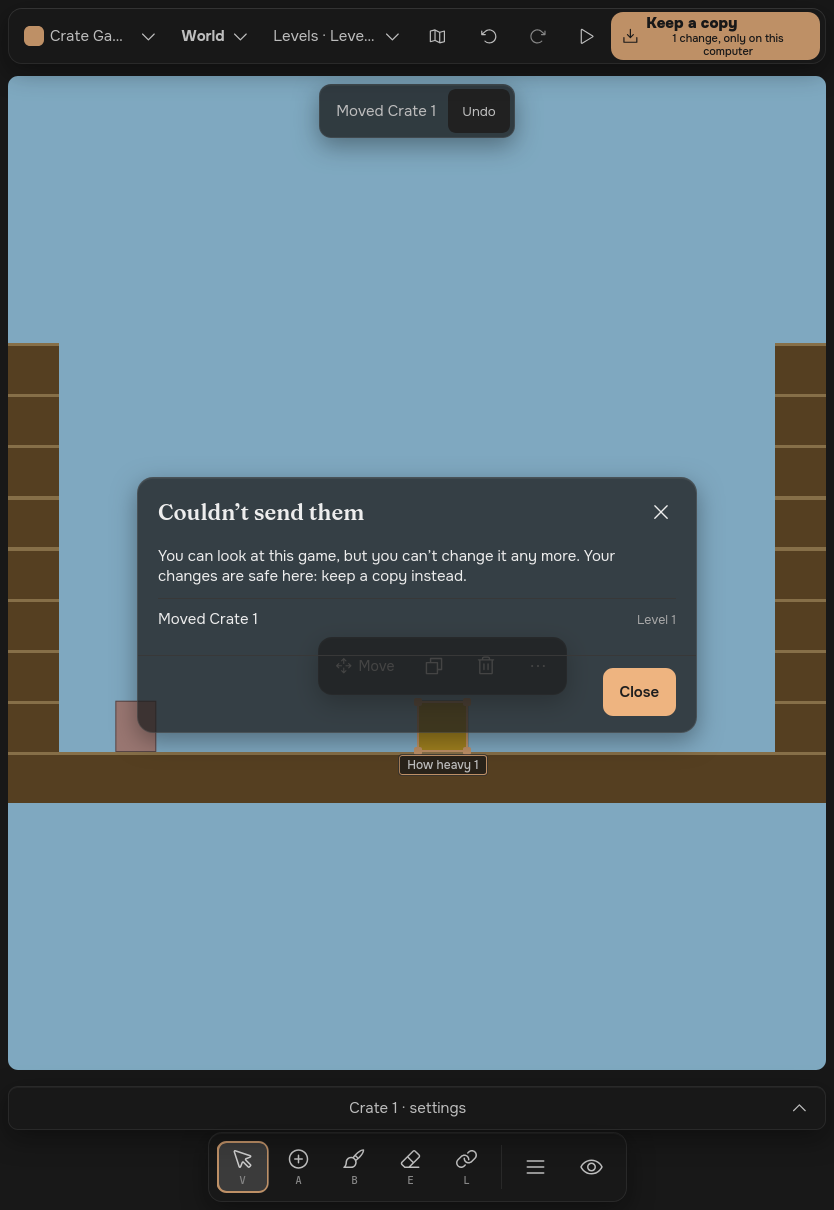 Crate Ga...
World
Levels · Leve...
Keep a copy
1 change, only on this
computer
Moved Crate 1
Undo
Couldn’t send them
You can look at this game, but you can’t change it any more. Your
changes are safe here: keep a copy instead.
Moved Crate 1
Level 1
Move
Close
How heavy 1
Crate 1 · settings
V
A
B
E
L